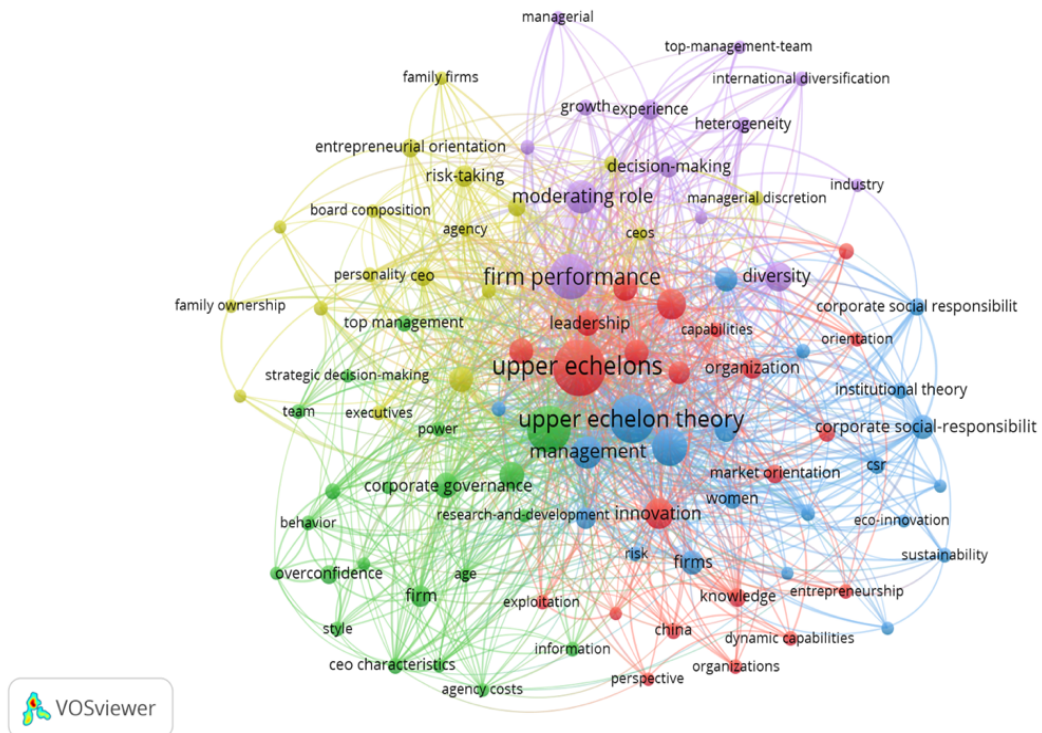 managerial
top-management-team
family firms
international diversification
growth
experience
heterogeneity
entrepreneurial orientation
decision-making
risk-taking
industry
moderating role
managerial discretion
board composition
agency
ceos
personality
ceo
firm performance
diversity
family ownership
corporate social responsibilit
top management
leadership
capabilities
orientation
upper echelons
organization
strategic decision-making
institutional theory
team
executives
upper echelon theory
power
corporate social-responsibilit
management
csr
market orientation
corporate governance
women
research-and-development
innovation
behavior
eco-innovation
risk
firms
sustainability
overconfidence
age
firm
exploitation
knowledge
entrepreneurship
style
china
dynamic capabilities
information
ceo characteristics
organizations
perspective
agency costs
VOSviewer